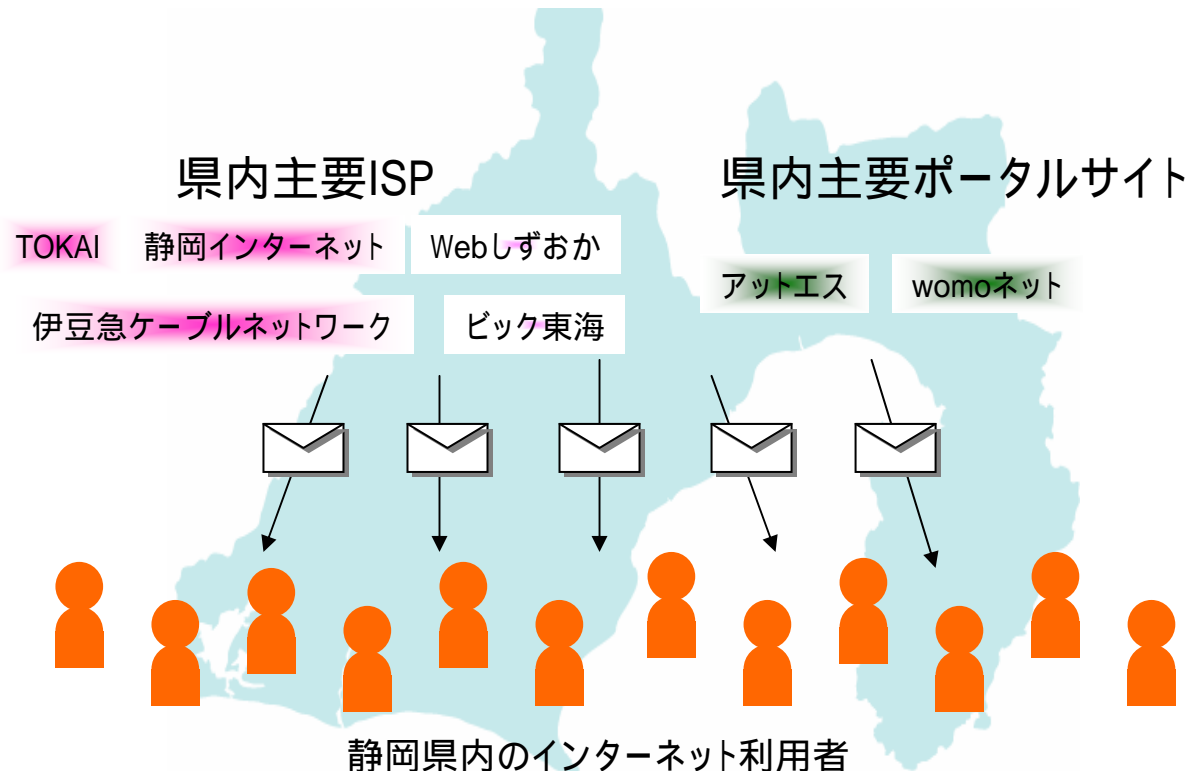 県内主要ISP
県内主要ポータルサイト
TOKAI
静岡インターネット
Webしずおか
アットエス
womoネット
伊豆急ケーブルネットワーク
ビック東海
静岡県内のインターネット利用者